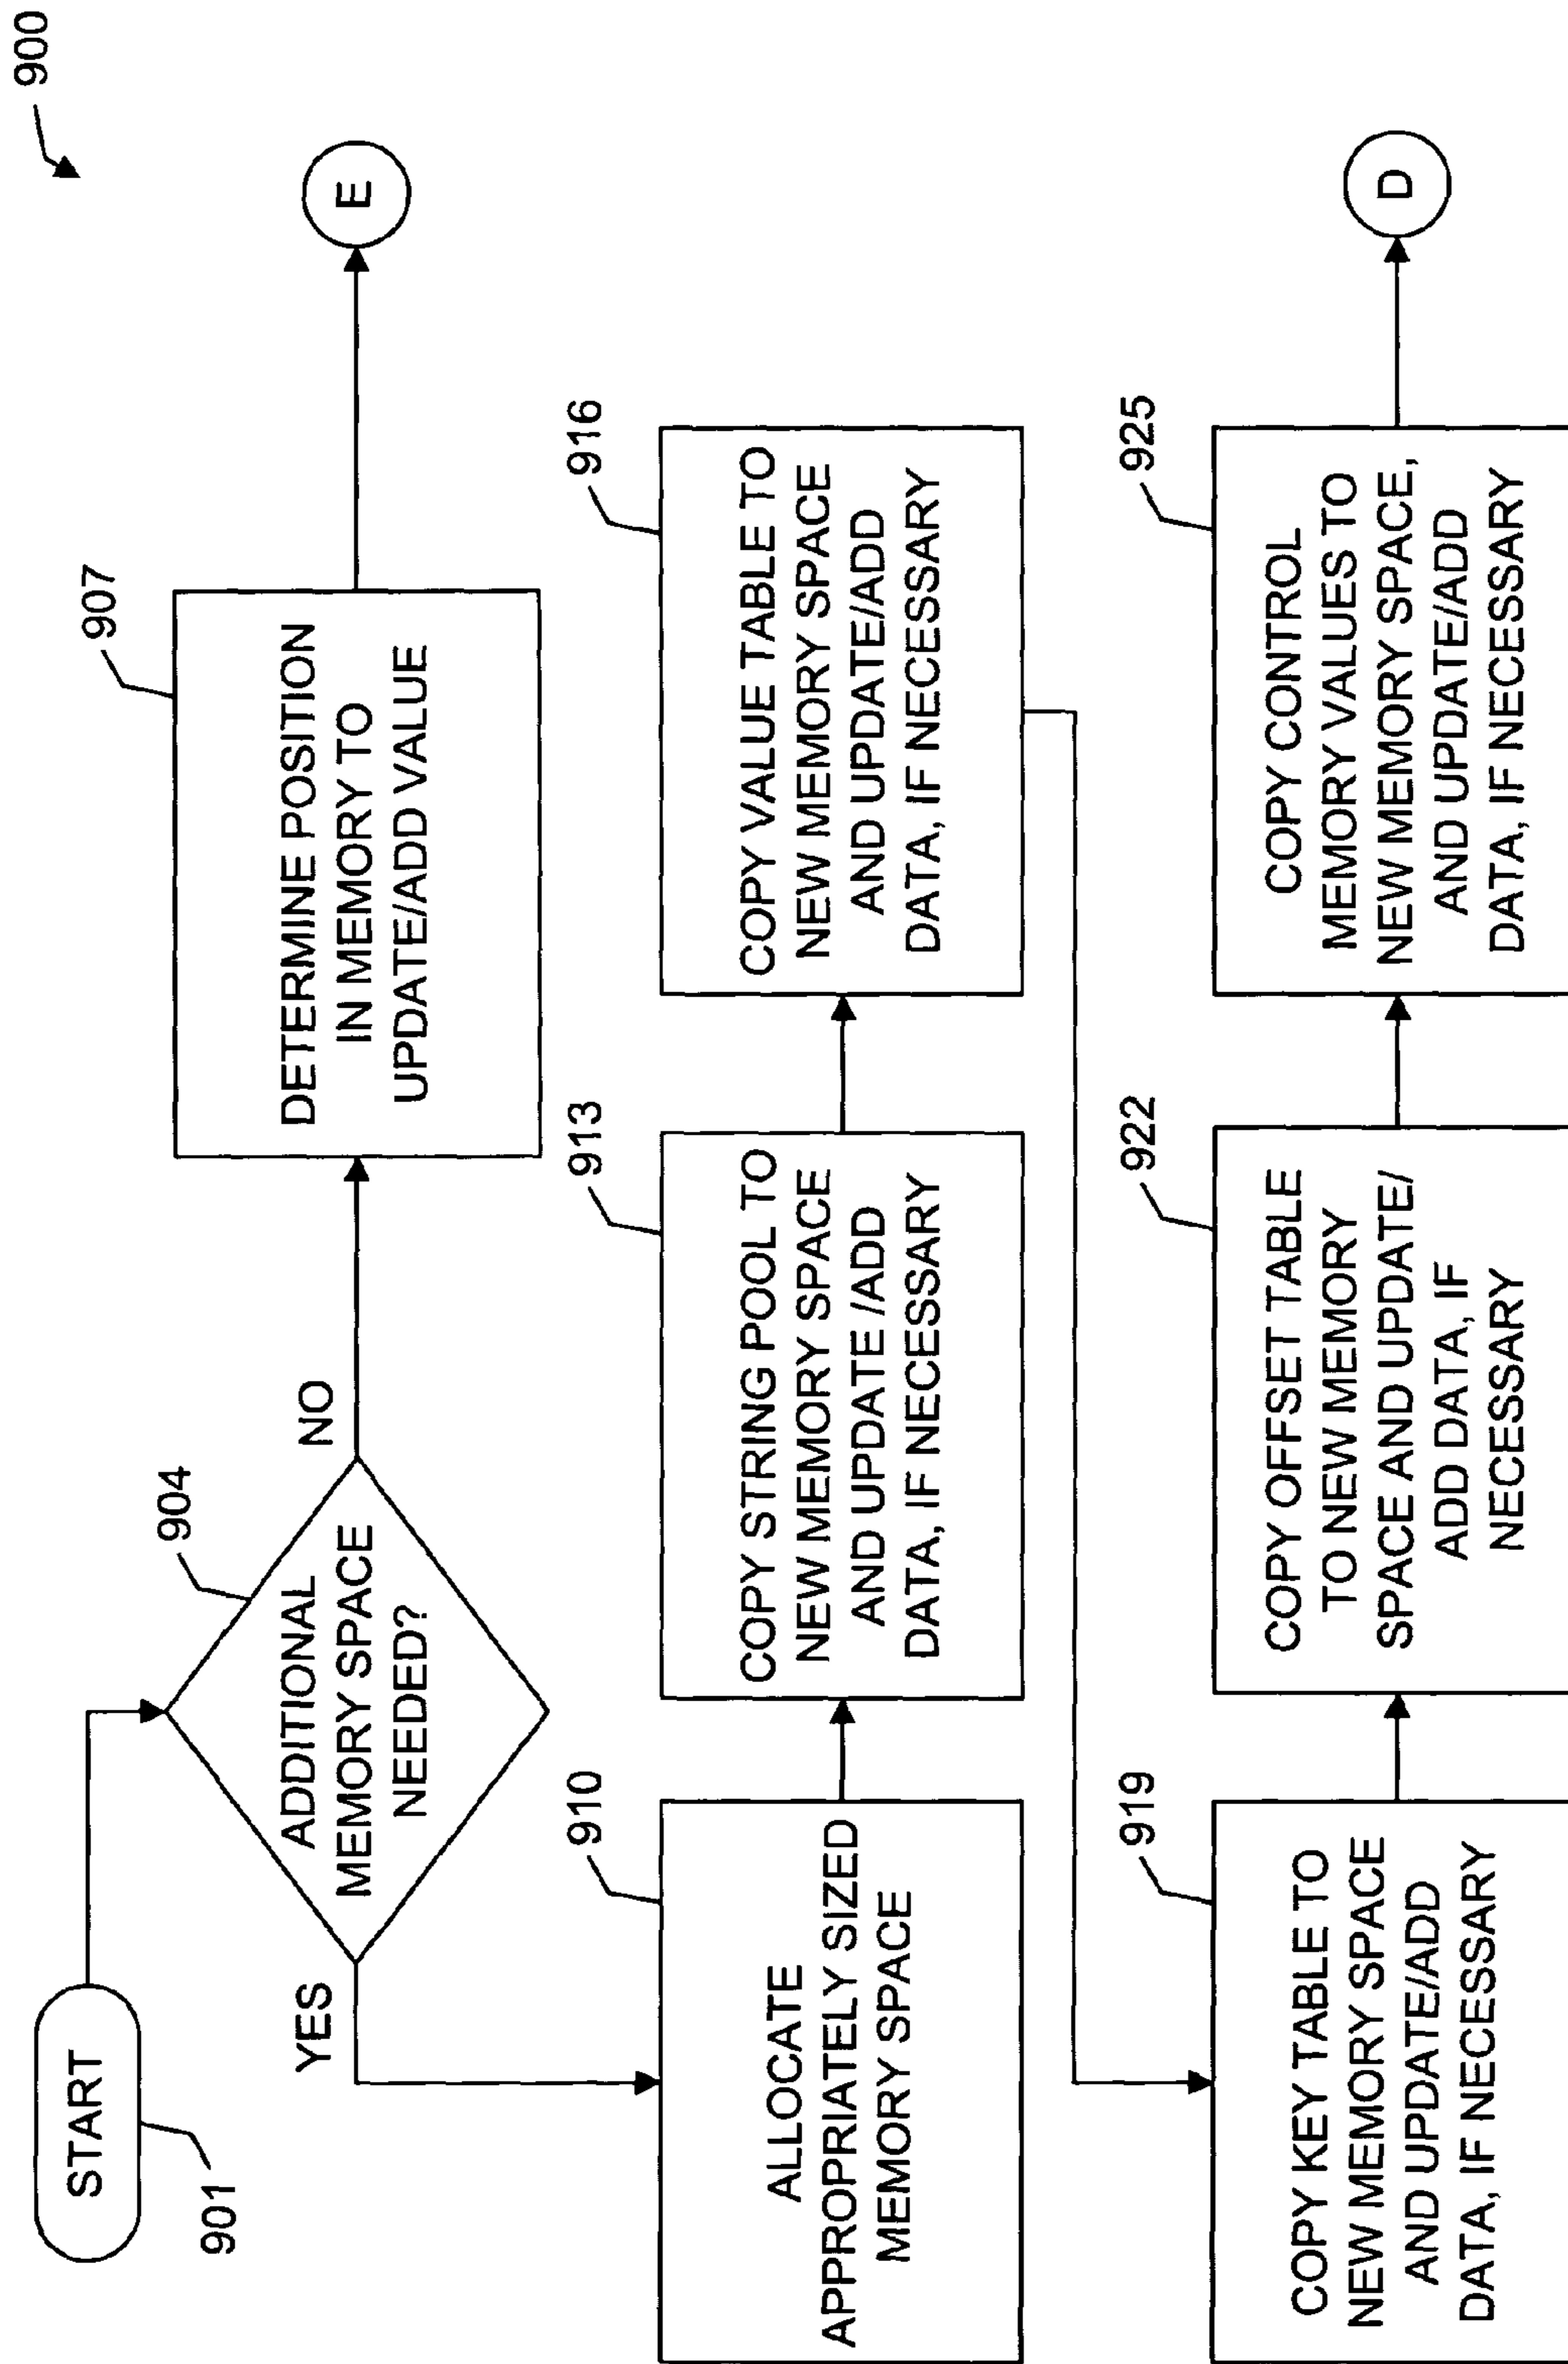 900
START
901
ADDITIONAL
MEMORY SPACE
NEEDED?
904
NO
YES
DETERMINE POSITION
IN MEMORY TO
UPDATE/ADD VALUE
907
E
ALLOCATE
APPROPRIATELY SIZED
MEMORY SPACE
910
COPY STRING POOL TO
NEW MEMORY SPACE
AND UPDATE /ADD
DATA, IF NECESSARY
913
COPY VALUE TABLE TO
NEW MEMORY SPACE
AND UPDATE/ADD
DATA, IF NECESSARY
916
COPY KEY TABLE TO
NEW MEMORY SPACE
AND UPDATE/ADD
DATA, IF NECESSARY
919
COPY OFFSET TABLE
TO NEW MEMORY
SPACE AND UPDATE/
ADD DATA, IF
NECESSARY
922
COPY CONTROL
MEMORY VALUES TO
NEW MEMORY SPACE,
AND UPDATE/ADD
DATA, IF NECESSARY
925
D